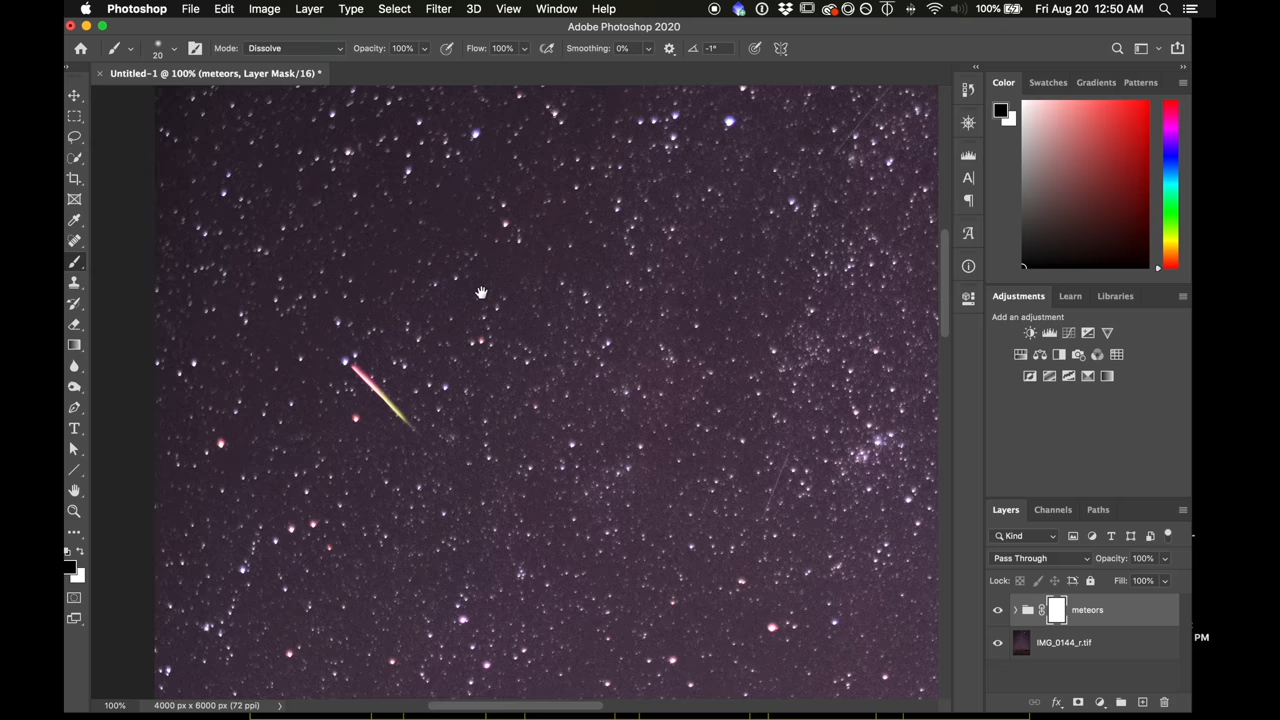 Photoshop File Edit Image Layer Type Select Filter 3D View Window Help 100% Fri Aug 20 12:50 AM
Adobe Photoshop 2020
20 Mode: Dissolve Opacity: 100% Flow: 100% Smoothing: 0% -1°
Untitled-1 @ 100% (meteors, Layer Mask/16) *
Color Swatches Gradients Patterns
Adjustments Learn Libraries
Add an adjustment
Layers Channels Paths
Kind
Pass Through Opacity: 100%
Lock: Fill: 100%
meteors
PM
IMG_0144_r.tif
100% 4000 px x 6000 px (72 ppi)